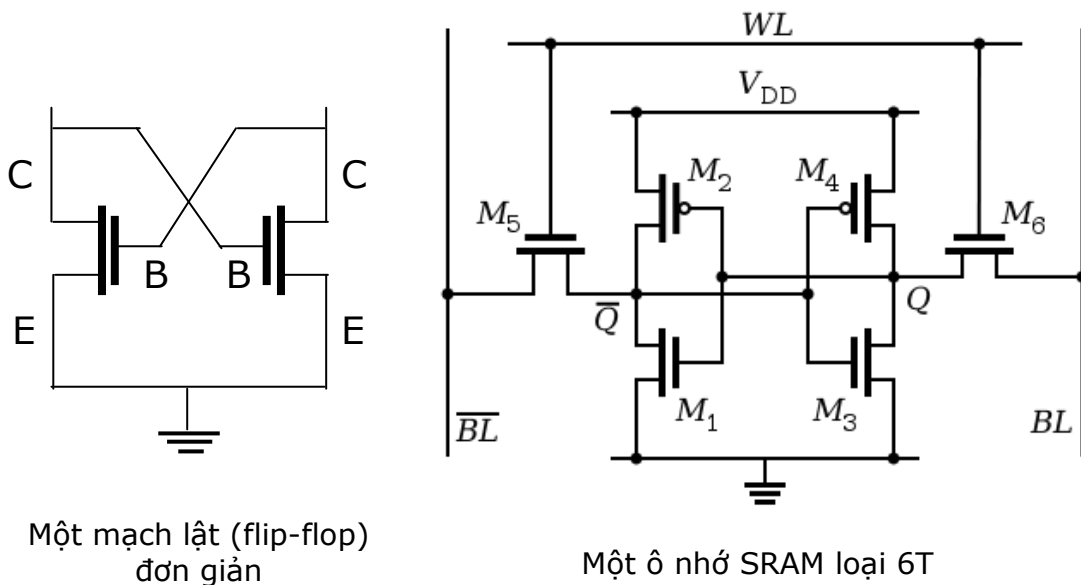 C
C
B
B
E
E
Một mạch lật (flip-flop)
đơn giản
WL
V_DD
M_2
M_4
M_5
M_6
Q̅
Q
M_1
M_3
B̅L̅
BL
Một ô nhớ SRAM loại 6T